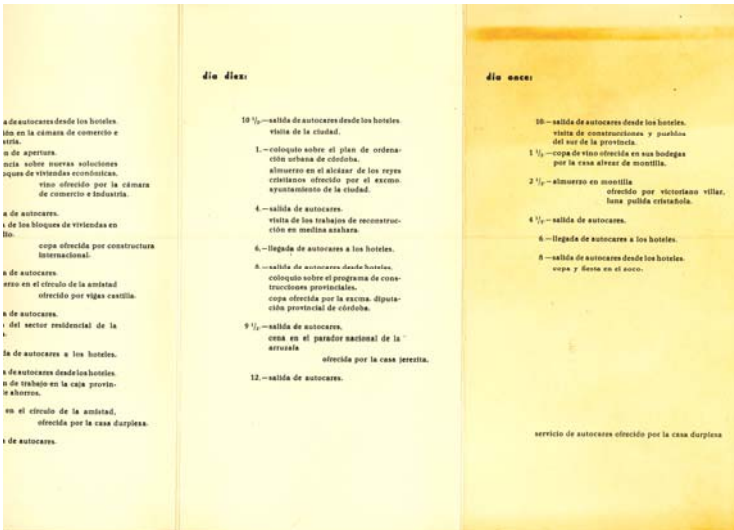 a de autocares desde los hoteles.
ión en la cámara de comercio e
stria.
n de apertura.
ncia sobre nuevas soluciones
oques de viviendas económicas.
vino ofrecido por la cámara
de comercio e industria.
a de autocares.
a de los bloques de viviendas en
llo.
copa ofrecida por constructura
internacional.
a de autocares.
erzo en el círculo de la amistad
ofrecido por vigas castilla.
a de autocares.
del sector residencial de la
da de autocares a los hoteles.
a de autocares desde los hoteles.
n de trabajo en la caja provin-
e ahorros.
en el círculo de la amistad,
ofrecida por la casa durplexa.
a de autocares.
día diez:
10 1/2.—salida de autocares desde los hoteles.
visita de la ciudad.
1.—coloquio sobre el plan de ordena-
ción urbana de córdoba.
almuerzo en el alcázar de los reyes
cristianos ofrecido por el excmo.
ayuntamiento de la ciudad.
4.—salida de autocares.
visita de los trabajos de reconstruc-
ción en medina azahara.
6.—llegada de autocares a los hoteles.
8.—salida de autocares desde hoteles.
coloquio sobre el programa de cons-
trucciones provinciales.
copa ofrecida por la excma. diputa-
ción provincial de córdoba.
9 1/2.—salida de autocares.
cena en el parador nacional de la
arruzafa
ofrecida por la casa jerezita.
12.—salida de autocares.
día once:
10.—salida de autocares desde los hoteles.
visita de construcciones y pueblos
del sur de la provincia.
1 1/2.—copa de vino ofrecida en sus bodegas
por la casa alvear de montilla.
2 1/2.—almuerzo en montilla
ofrecido por victoriano villar,
luna pulida cristañola.
4 1/2.—salida de autocares.
6.—llegada de autocares a los hoteles.
8.—salida de autocares desde los hoteles.
copa y fiesta en el zoco.
servicio de autocares ofrecido por la casa durplexa